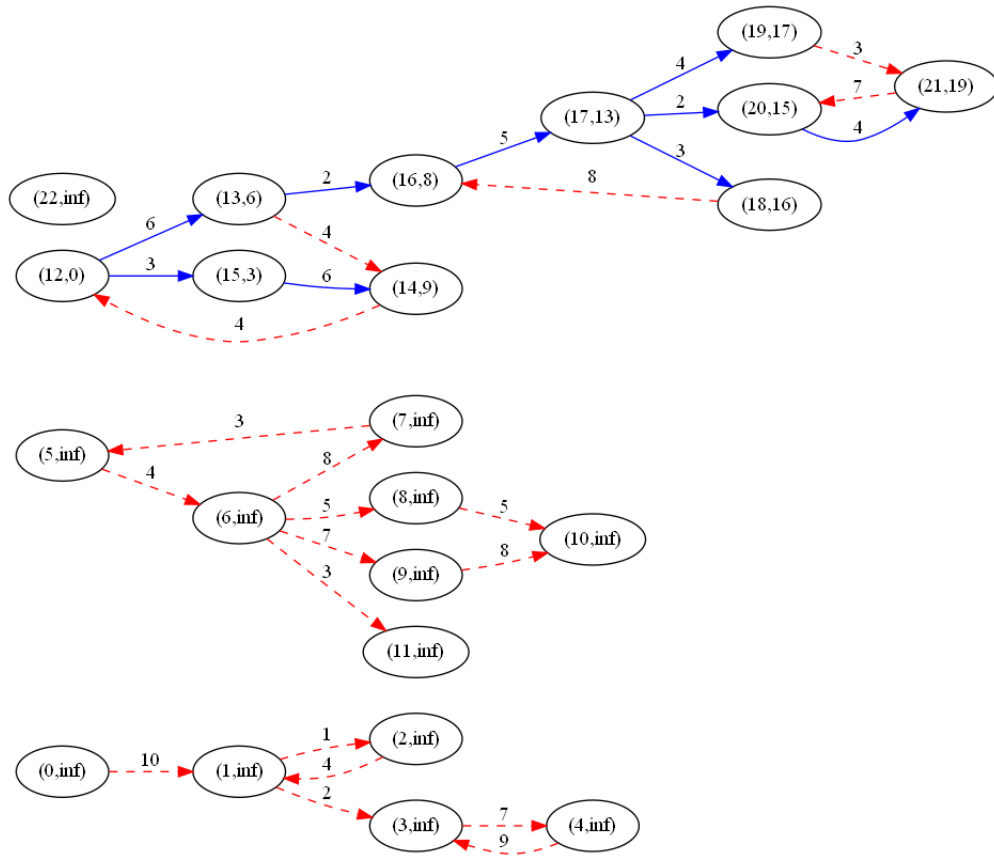 (19,17)
3
4
(21,19)
7
(17,13)
2
(20,15)
4
5
3
(16,8)
2
8
(13,6)
(22,inf)
(18,16)
6
4
(12,0)
3
(15,3)
6
(14,9)
4
(7,inf)
3
(5,inf)
4
8
(8,inf)
5
5
(6,inf)
7
(10,inf)
8
(9,inf)
3
(11,inf)
(2,inf)
1
4
(0,inf)
10
(1,inf)
2
(3,inf)
7
(4,inf)
9